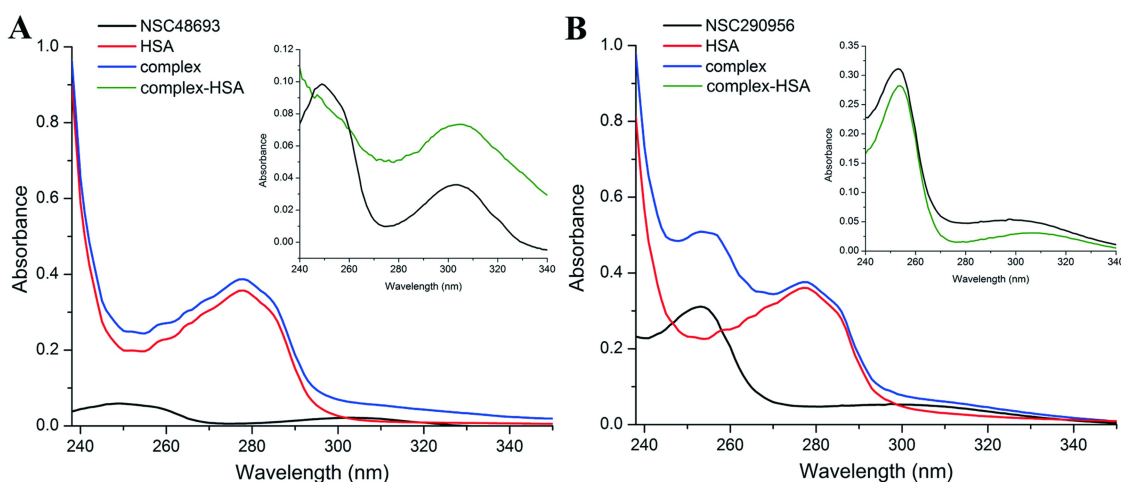 A
NSC48693
HSA
complex
complex-HSA
1.0
0.8
0.6
0.4
0.2
0.0
Absorbance
240
260
280
300
320
340
Wavelength (nm)
0.12
0.10
0.08
0.06
0.04
0.02
0.00
Absorbance
240
260
280
300
320
340
Wavelength (nm)
B
NSC290956
HSA
complex
complex-HSA
1.0
0.8
0.6
0.4
0.2
0.0
Absorbance
240
260
280
300
320
340
Wavelength (nm)
0.35
0.30
0.25
0.20
0.15
0.10
0.05
0.00
Absorbance
240
260
280
300
320
340
Wavelength (nm)